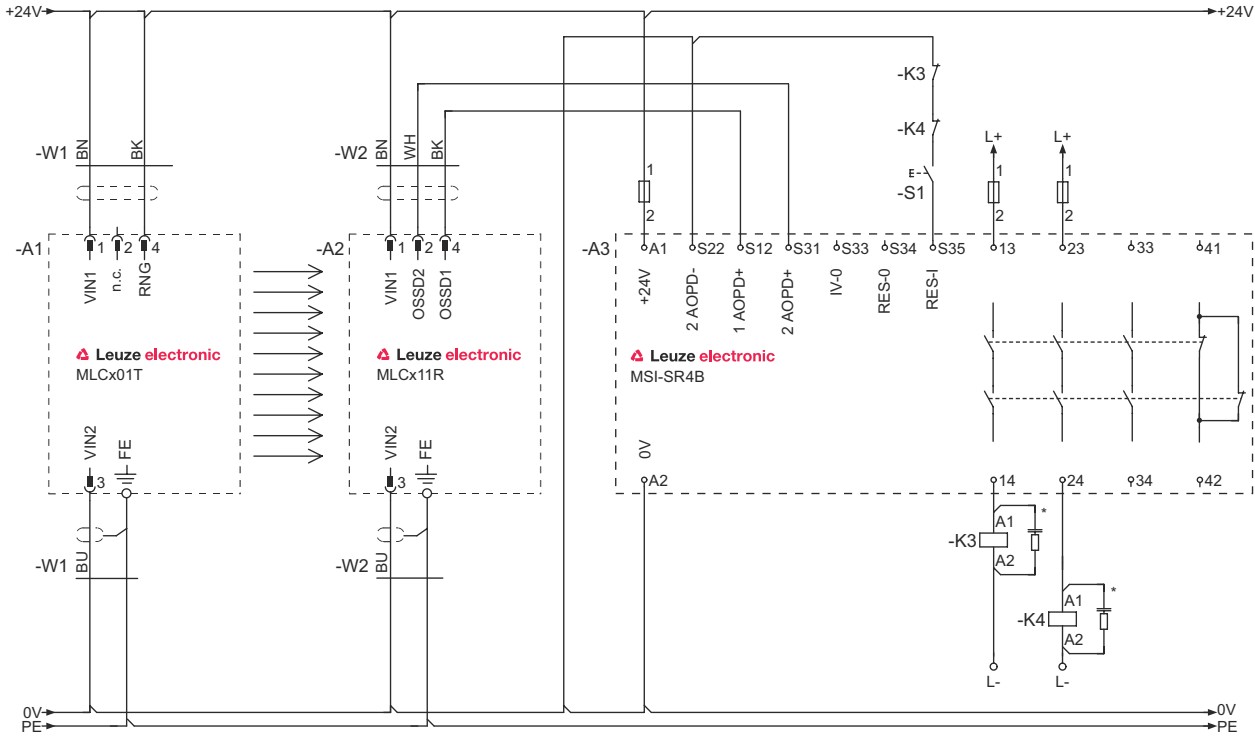 +24V
+24V
-K3
-K4
E
-S1
L+
L+
-W1
BN
BK
-W2
BN
WH
BK
1
2
1
2
1
2
-A1
1
2
4
-A2
1
2
4
-A3
A1
S22
S12
S31
S33
S34
S35
13
23
33
41
VIN1
n.c.
RNG
VIN1
OSSD2
OSSD1
+24V
2 AOPD-
1 AOPD+
2 AOPD+
IV-0
RES-0
RES-I
Leuze electronic
MLCx01T
Leuze electronic
MLCx11R
Leuze electronic
MSI-SR4B
VIN2
FE
VIN2
FE
0V
3
3
A2
14
24
34
42
-K3
A1
A2
*
-W1
BU
-W2
BU
-K4
A1
A2
*
L-
L-
0V
0V
PE
PE